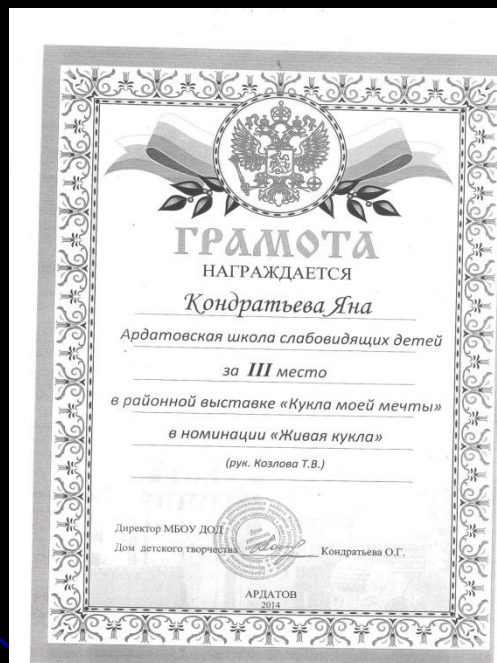 ГРАМОТА
НАГРАЖДАЕТСЯ
Кондратьева Яна
Ардатовская школа слабовидящих детей
за III место
в районной выставке «Кукла моей мечты»
в номинации «Живая кукла»
(рук. Козлова Т.В.)
Директор МБОУ ДОД
Дом детского творчества
Кондратьева О.Г.
АРДАТОВ
2014